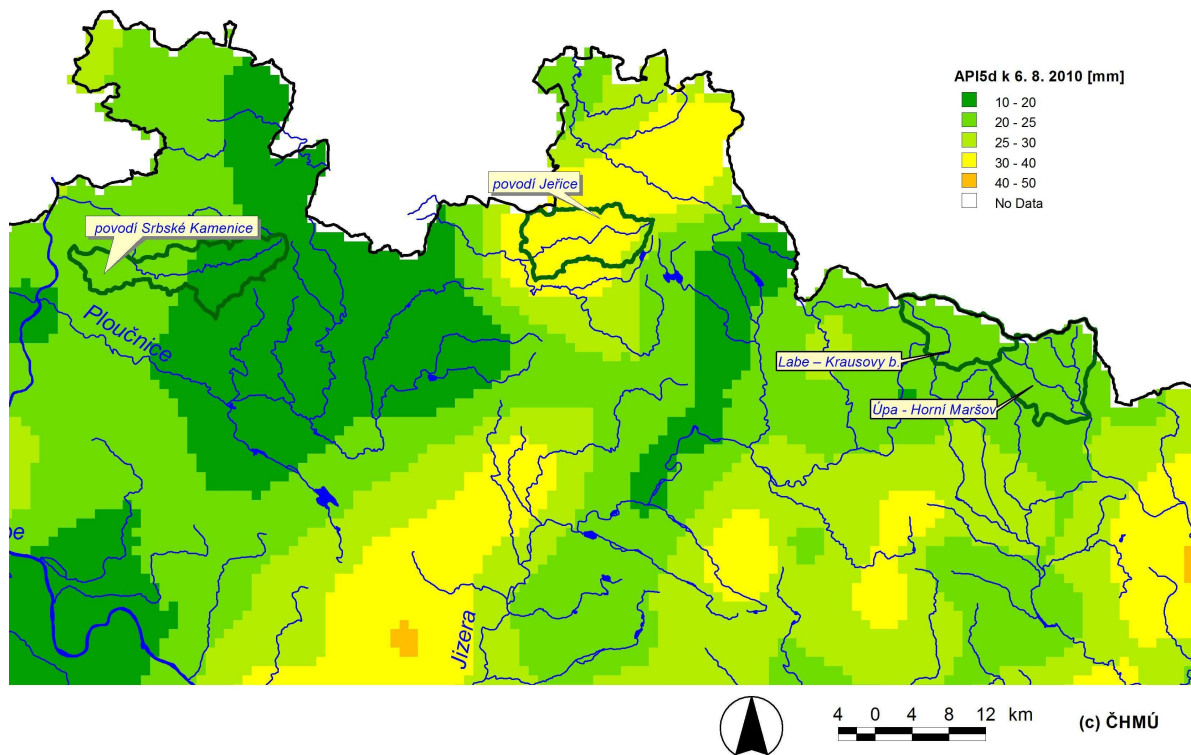 API5d k 6. 8. 2010 [mm]
10 - 20
20 - 25
25 - 30
30 - 40
40 - 50
No Data
povodí Jeřice
povodí Srbské Kamenice
Ploučnice
Labe – Krausovy b.
Úpa - Horní Maršov
Jizera
4 0 4 8 12 km
(c) ČHMÚ